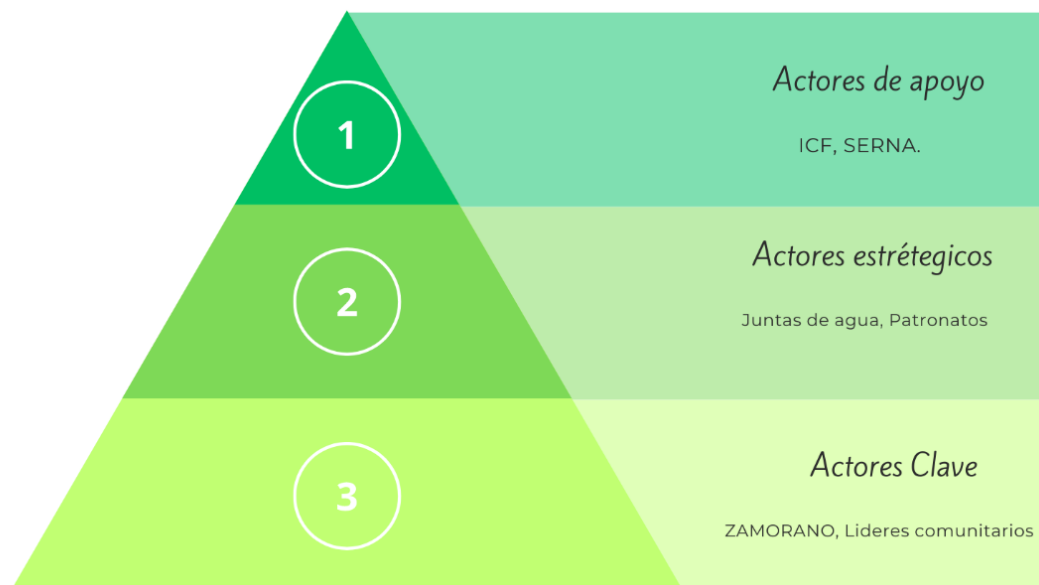 1
Actores de apoyo
ICF, SERNA.
2
Actores estrétegicos
Juntas de agua, Patronatos
3
Actores Clave
ZAMORANO, Lideres comunitarios